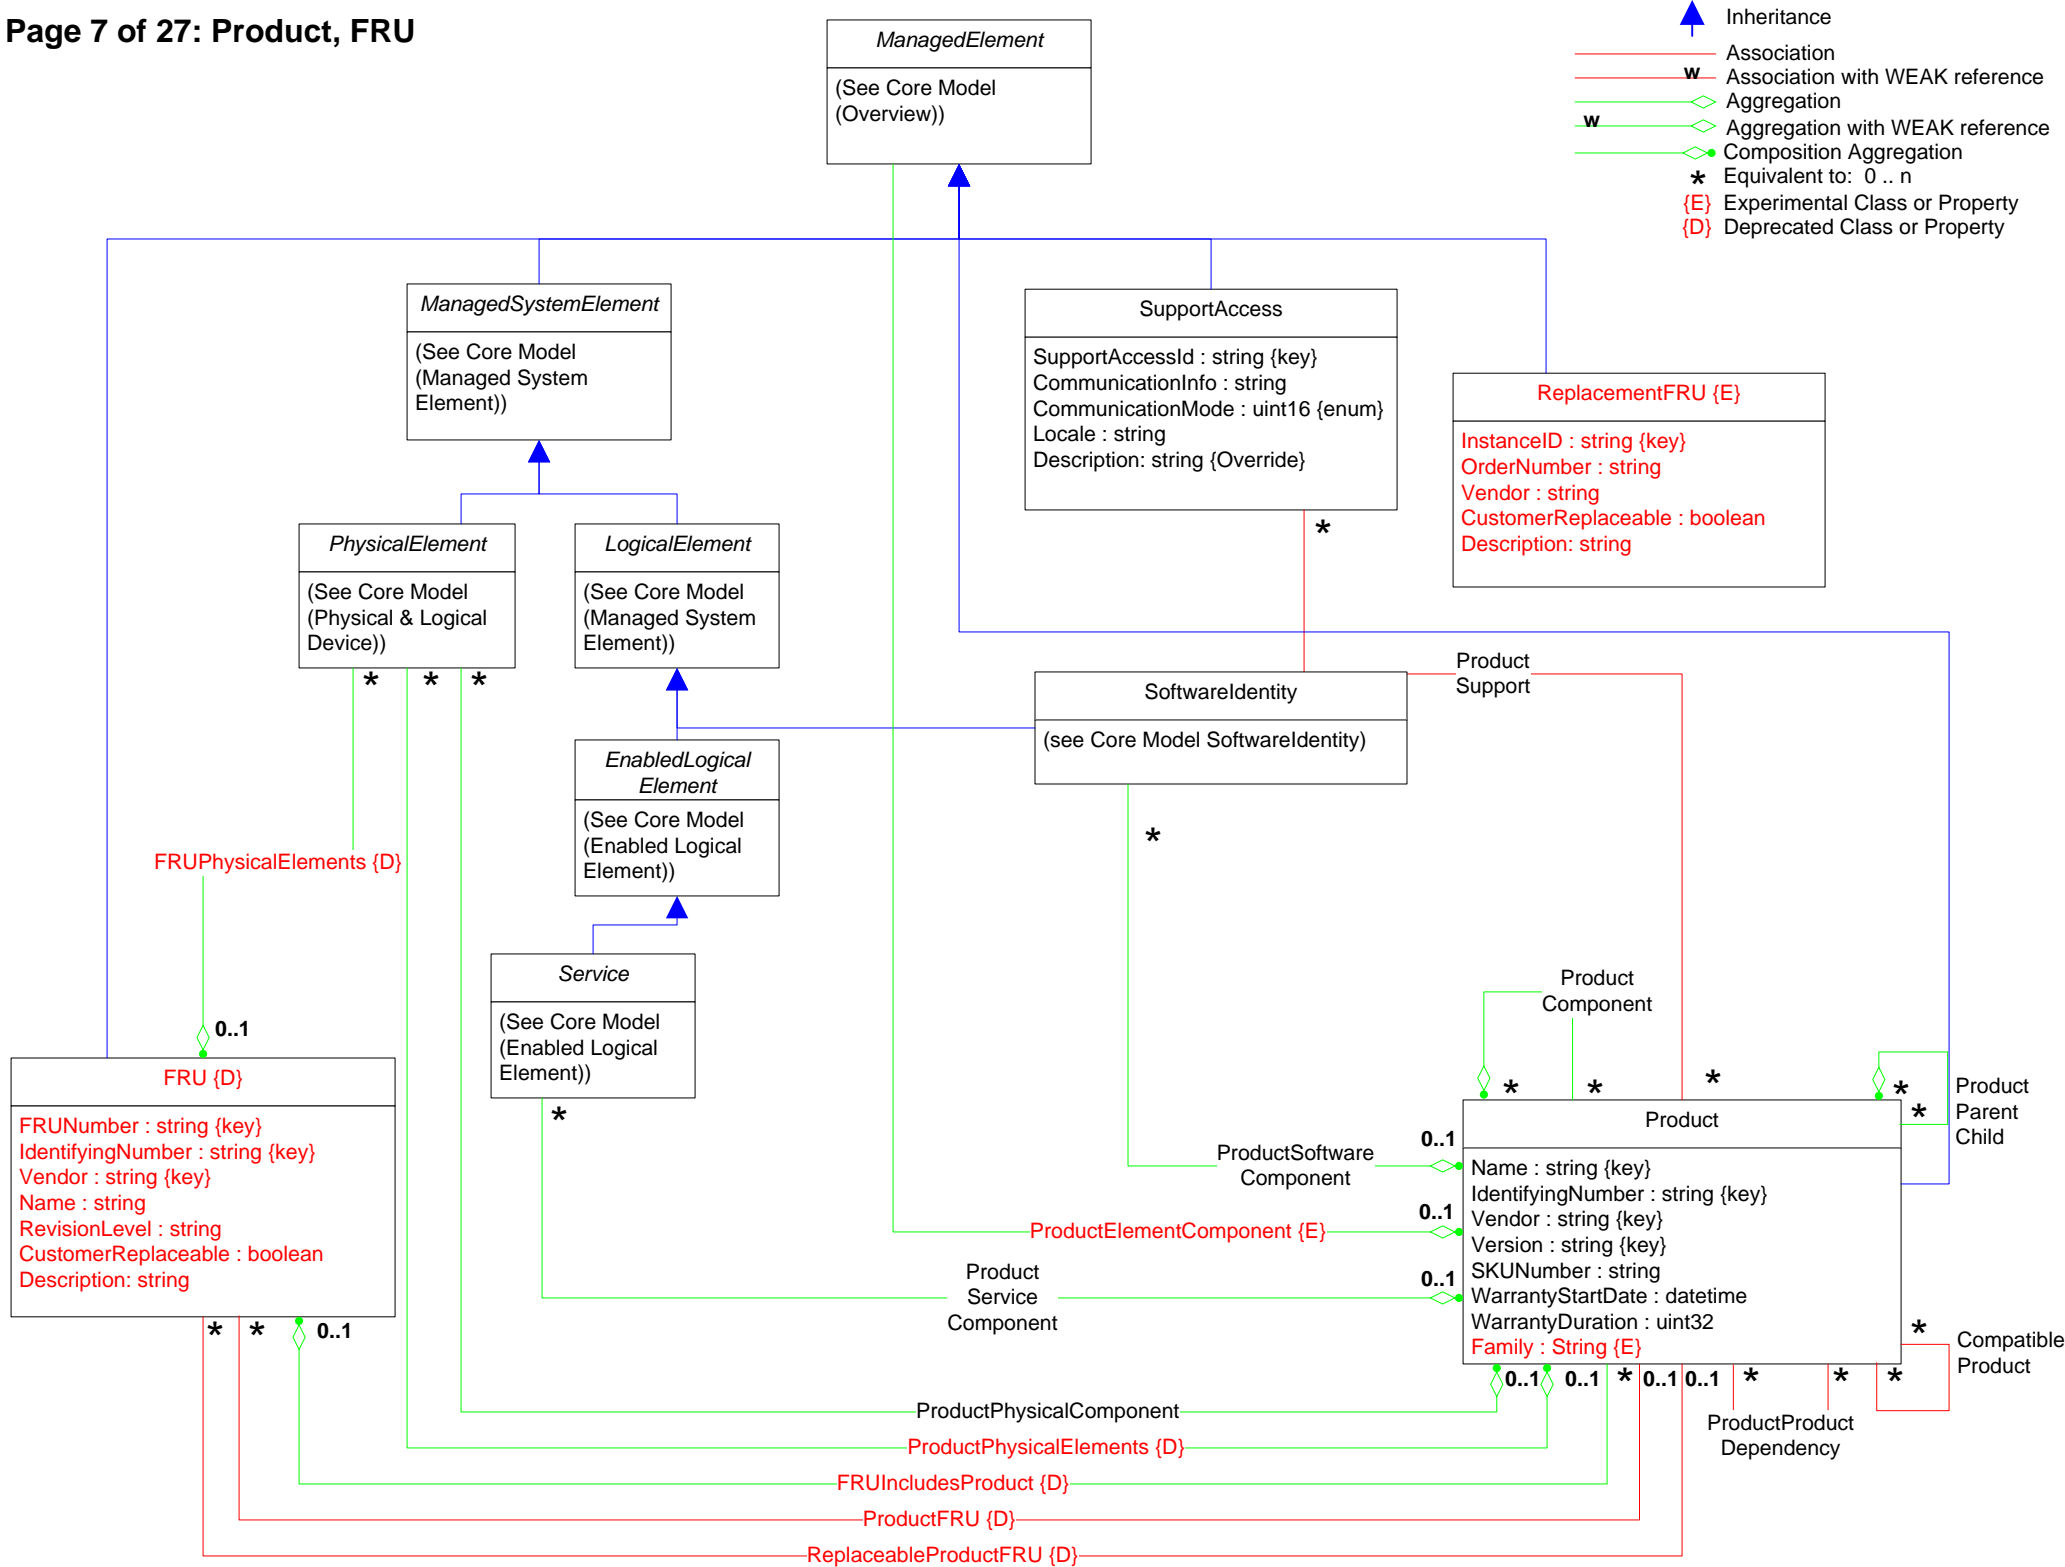 Page 7 of 27: Product, FRU
Inheritance
Association
w
Association with WEAK reference
Aggregation
w
Aggregation with WEAK reference
Composition Aggregation
* Equivalent to: 0 .. n
{E} Experimental Class or Property
{D} Deprecated Class or Property
ManagedElement
(See Core Model
(Overview))
ManagedSystemElement
(See Core Model
(Managed System
Element))
SupportAccess
SupportAccessId : string {key}
CommunicationInfo : string
CommunicationMode : uint16 {enum}
Locale : string
Description: string {Override}
*
ReplacementFRU {E}
InstanceID : string {key}
OrderNumber : string
Vendor : string
CustomerReplaceable : boolean
Description: string
PhysicalElement
(See Core Model
(Physical & Logical
Device))
* * *
LogicalElement
(See Core Model
(Managed System
Element))
SoftwareIdentity
(see Core Model SoftwareIdentity)
*
Product
Support
EnabledLogical
Element
(See Core Model
(Enabled Logical
Element))
FRUPhysicalElements {D}
0..1
Service
(See Core Model
(Enabled Logical
Element))
*
FRU {D}
FRUNumber : string {key}
IdentifyingNumber : string {key}
Vendor : string {key}
Name : string
RevisionLevel : string
CustomerReplaceable : boolean
Description: string
* * 0..1
Product
Component
* * *
*
*
Product
Parent
Child
Product
Name : string {key}
IdentifyingNumber : string {key}
Vendor : string {key}
Version : string {key}
SKUNumber : string
WarrantyStartDate : datetime
WarrantyDuration : uint32
Family : String {E}
0..1
ProductSoftware
Component
0..1
ProductElementComponent {E}
0..1
Product
Service
Component
*
Compatible
Product
0..1 0..1 * 0..1 0..1 * * *
ProductProduct
Dependency
ProductPhysicalComponent
ProductPhysicalElements {D}
FRUIncludesProduct {D}
ProductFRU {D}
ReplaceableProductFRU {D}